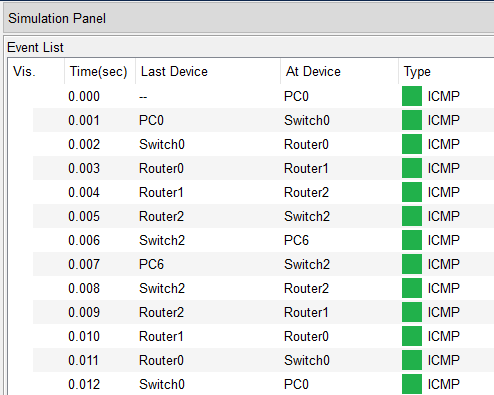 Simulation Panel
Event List
Vis. Time(sec) Last Device At Device Type
0.000 -- PC0 ICMP
0.001 PC0 Switch0 ICMP
0.002 Switch0 Router0 ICMP
0.003 Router0 Router1 ICMP
0.004 Router1 Router2 ICMP
0.005 Router2 Switch2 ICMP
0.006 Switch2 PC6 ICMP
0.007 PC6 Switch2 ICMP
0.008 Switch2 Router2 ICMP
0.009 Router2 Router1 ICMP
0.010 Router1 Router0 ICMP
0.011 Router0 Switch0 ICMP
0.012 Switch0 PC0 ICMP